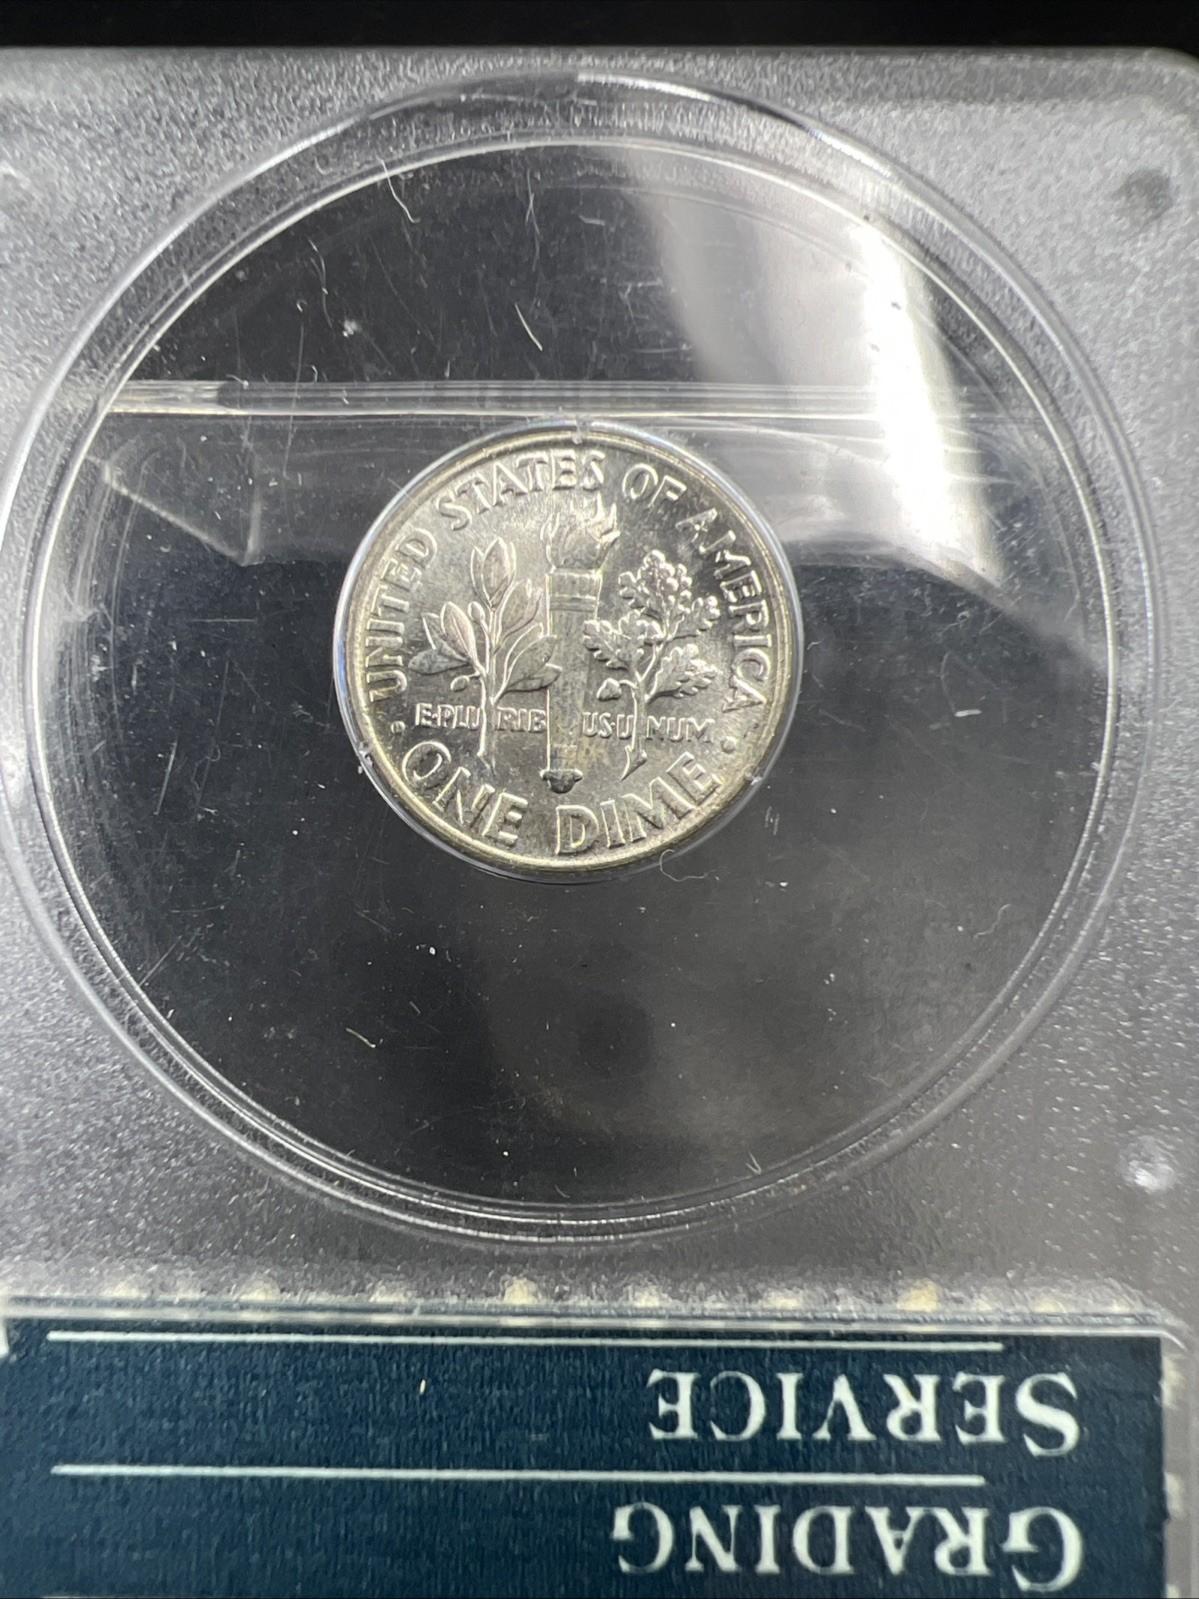 UNITED STATES OF AMERICA
E·PLURIBUS·UNUM
· ONE DIME ·
GRADING
SERVICE